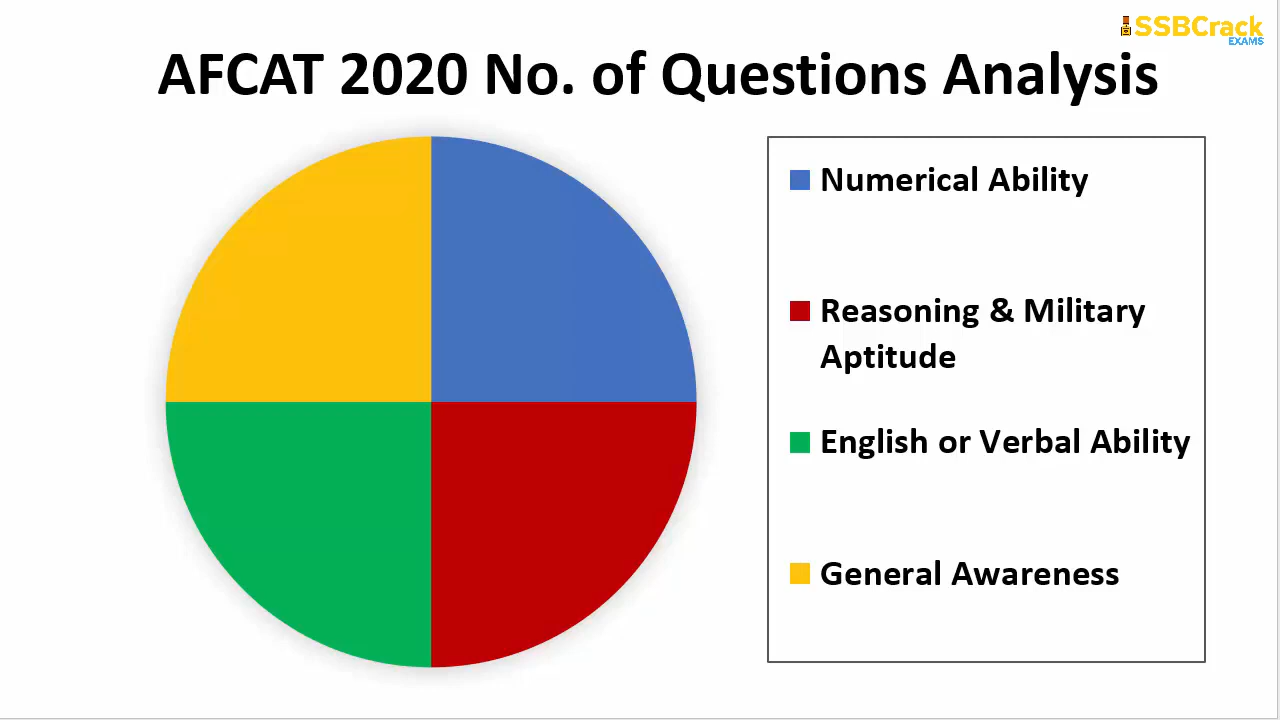 SSBCrack
EXAMS
AFCAT 2020 No. of Questions Analysis
Numerical Ability
Reasoning & Military
Aptitude
English or Verbal Ability
General Awareness